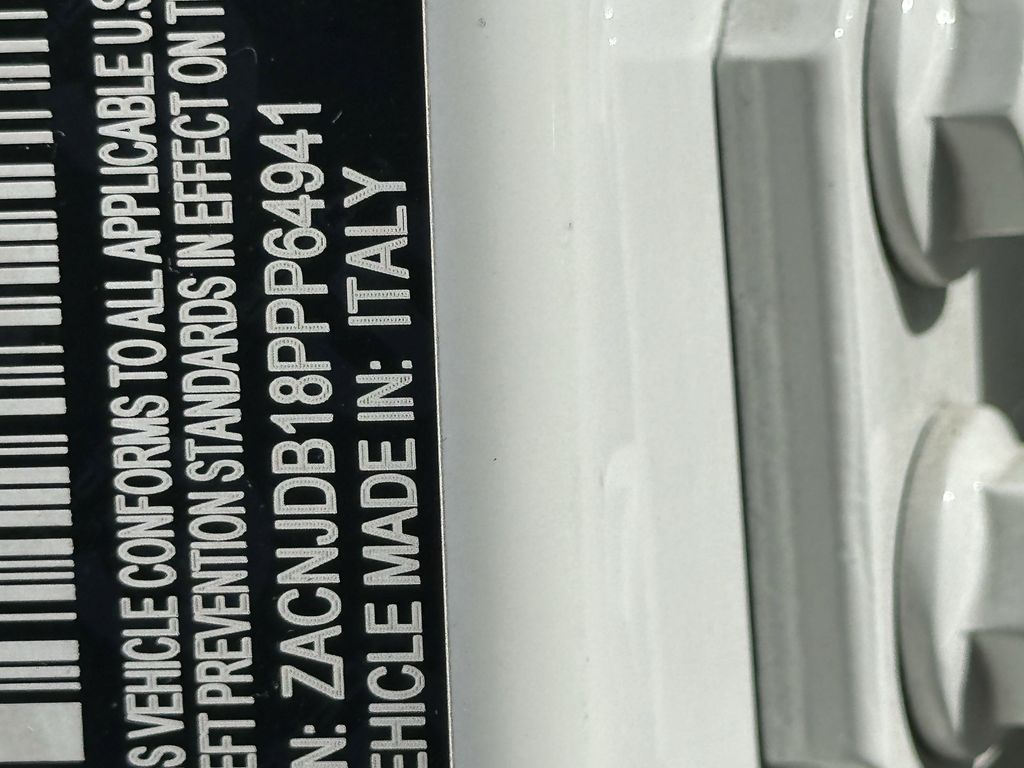 S VEHICLE CONFORMS TO ALL APPLICABLE U.S
EFT PREVENTION STANDARDS IN EFFECT ON T
N: ZACNJDB18PPP64941
EHICLE MADE IN: ITALY